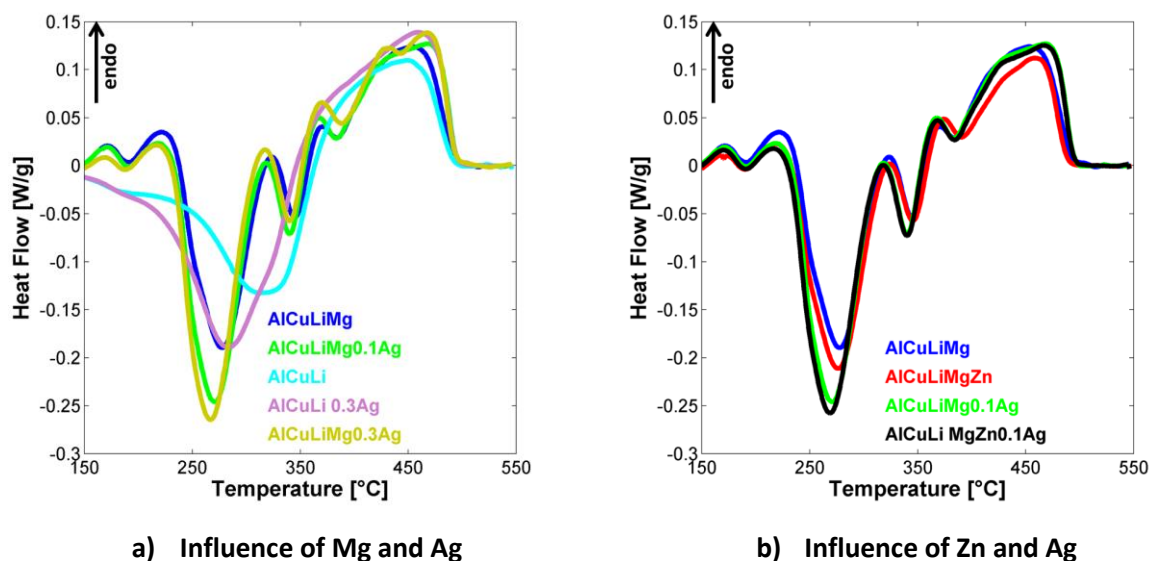 0.15
0.1
0.05
0
-0.05
-0.1
-0.15
-0.2
-0.25
-0.3
Heat Flow [W/g]
endo
AlCuLiMg
AlCuLiMg0.1Ag
AlCuLi
AlCuLi 0.3Ag
AlCuLiMg0.3Ag
150 250 350 450 550
Temperature [°C]
a) Influence of Mg and Ag
0.15
0.1
0.05
0
-0.05
-0.1
-0.15
-0.2
-0.25
-0.3
Heat Flow [W/g]
endo
AlCuLiMg
AlCuLiMgZn
AlCuLiMg0.1Ag
AlCuLi MgZn0.1Ag
150 250 350 450 550
Temperature [°C]
b) Influence of Zn and Ag